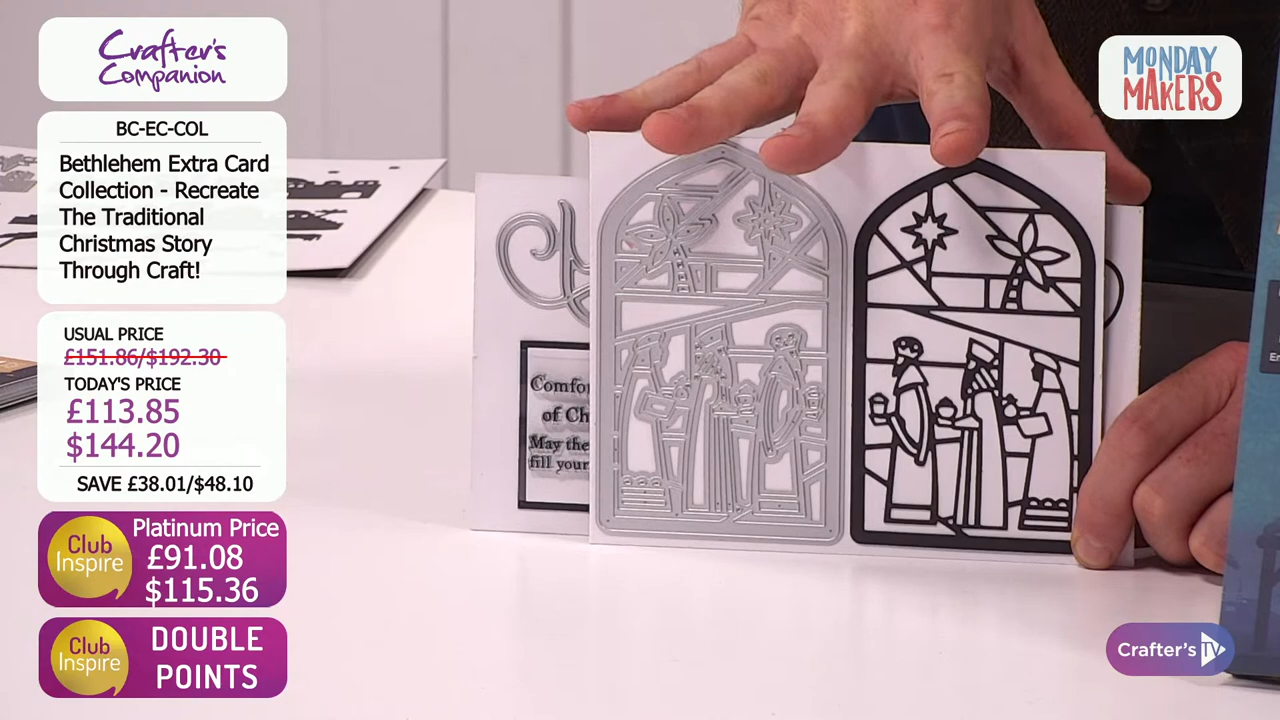 Crafter's
Companion
BC-EC-COL
Bethlehem Extra Card
Collection - Recreate
The Traditional
Christmas Story
Through Craft!
USUAL PRICE
£151.86/$192.30
TODAY'S PRICE
£113.85
$144.20
SAVE £38.01/$48.10
Club
Inspire
Platinum Price
£91.08
$115.36
Club
Inspire
DOUBLE
POINTS
MONDAY
MAKERS
of Ch
May the
fill your
Crafter's TV